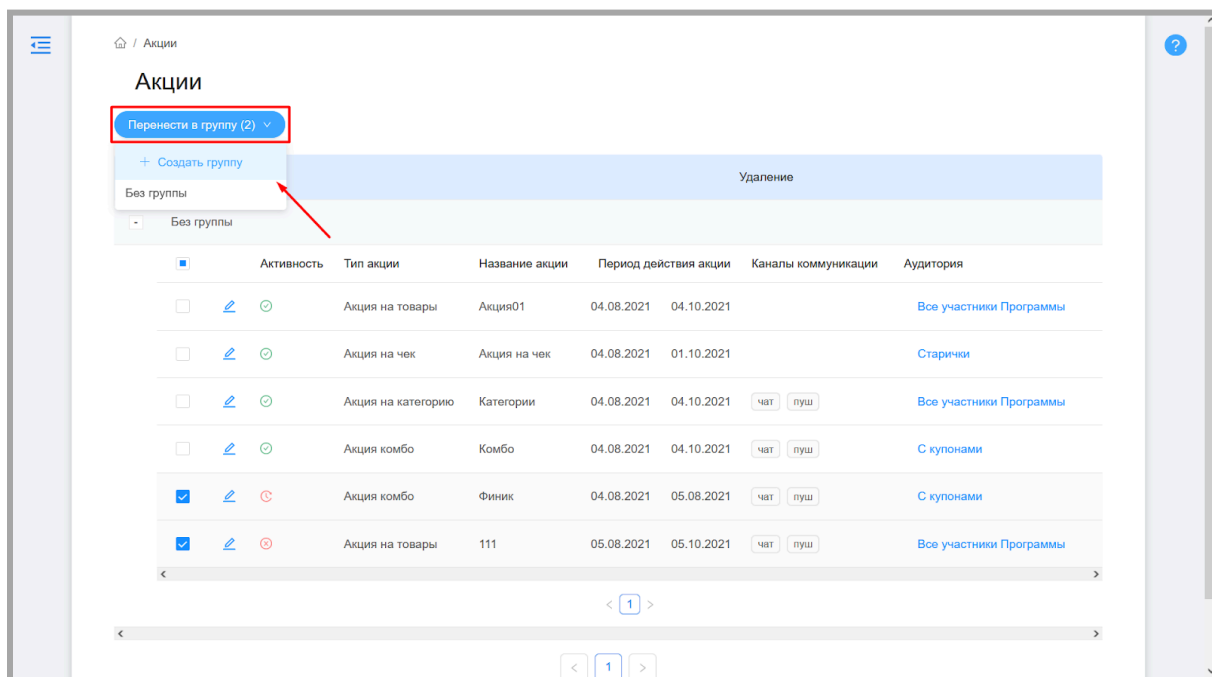 / Акции
?
Акции
Перенести в группу (2)
+ Создать группу
Без группы
Удаление
- Без группы
Активность Тип акции Название акции Период действия акции Каналы коммуникации Аудитория
Акция на товары Акция01 04.08.2021 04.10.2021 Все участники Программы
Акция на чек Акция на чек 04.08.2021 01.10.2021 Старички
Акция на категорию Категории 04.08.2021 04.10.2021 чат пуш Все участники Программы
Акция комбо Комбо 04.08.2021 04.10.2021 чат пуш С купонами
Акция комбо Финик 04.08.2021 05.08.2021 чат пуш С купонами
Акция на товары 111 05.08.2021 05.10.2021 чат пуш Все участники Программы
< 1 >
< 1 >